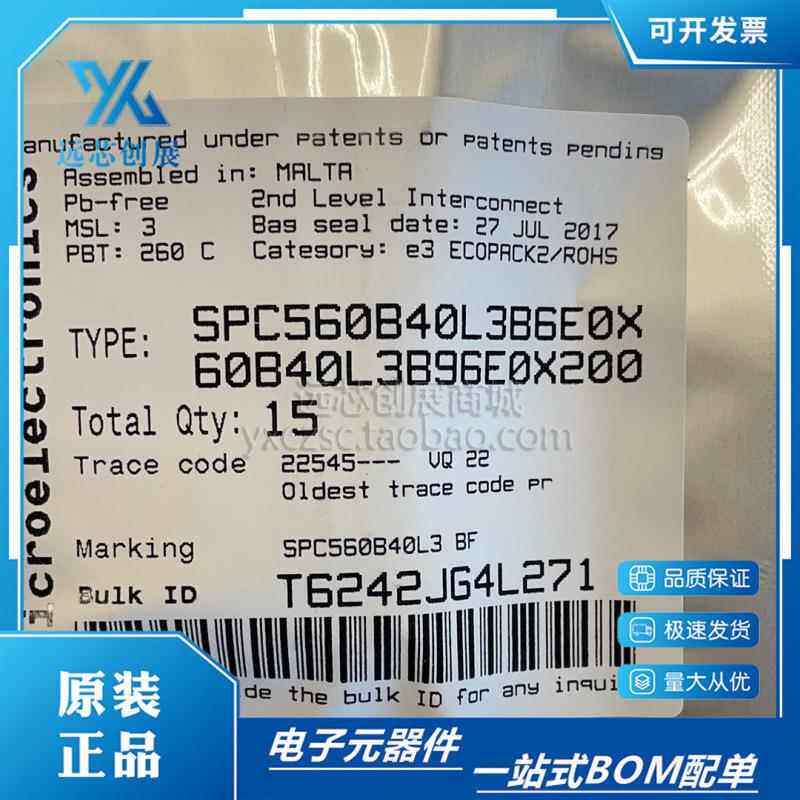 可开发票
YX
远芯创展
anufactured under patents or patents pending
Assembled in: MALTA
Pb-free 2nd Level Interconnect
MSL: 3 Bag seal date: 27 JUL 2017
PBT: 260 C Category: e3 ECOPACK2/ROHS
TYPE: SPC560B40L3B6E0X
60B40L3B96E0X200
远芯创展商城
Total Qty: 15
yxczsc.taobao.com
Trace code 22545--- VQ 22
Oldest trace code pr
Marking SPC560B40L3 BF
Bulk ID T6242JG4L271
de the bulk ID for any inqui
croelectronics
品质保证
极速发货
量大从优
原装
正品
电子元器件
一站式BOM配单